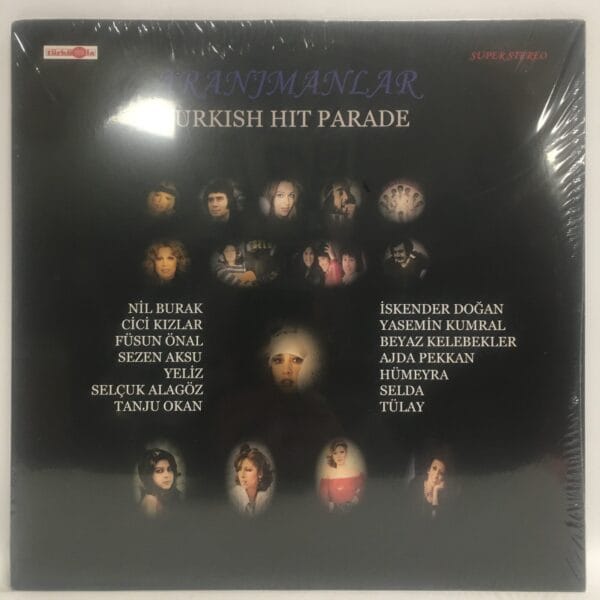 türküola
SUPER STEREO
ARANJMANLAR
TURKISH HIT PARADE
NİL BURAK
CİCİ KIZLAR
FÜSUN ÖNAL
SEZEN AKSU
YELİZ
SELÇUK ALAGÖZ
TANJU OKAN
İSKENDER DOĞAN
YASEMİN KUMRAL
BEYAZ KELEBEKLER
AJDA PEKKAN
HÜMEYRA
SELDA
TÜLAY